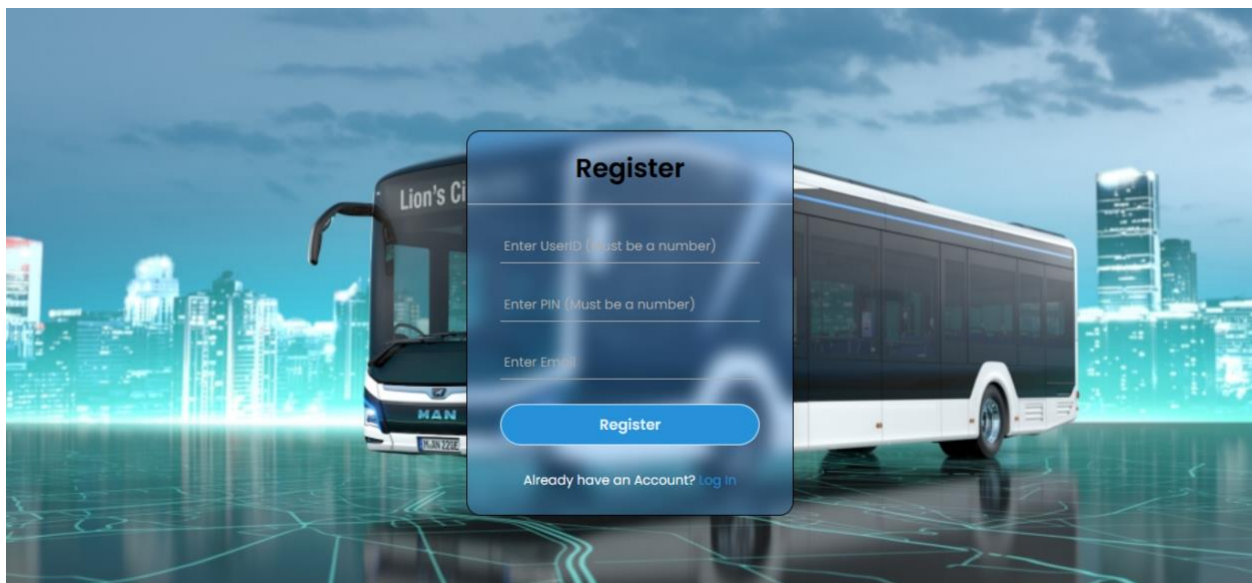 Register
Lion's Ci
Enter UserID (Must be a number)
Enter PIN (Must be a number)
Enter Email
Register
MAN
Already have an Account? Log In